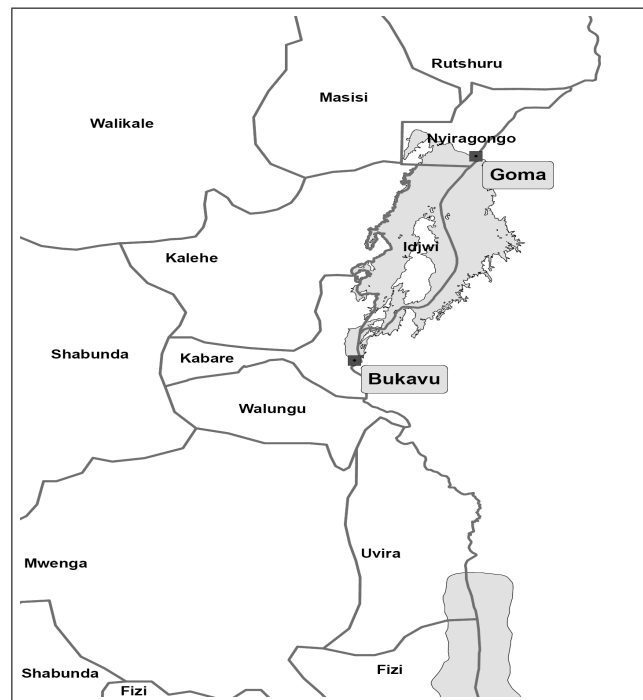 Rutshuru
Masisi
Walikale
Nyiragongo
Goma
Idjwi
Kalehe
Shabunda
Kabare
Bukavu
Walungu
Uvira
Mwenga
Shabunda
Fizi
Fizi